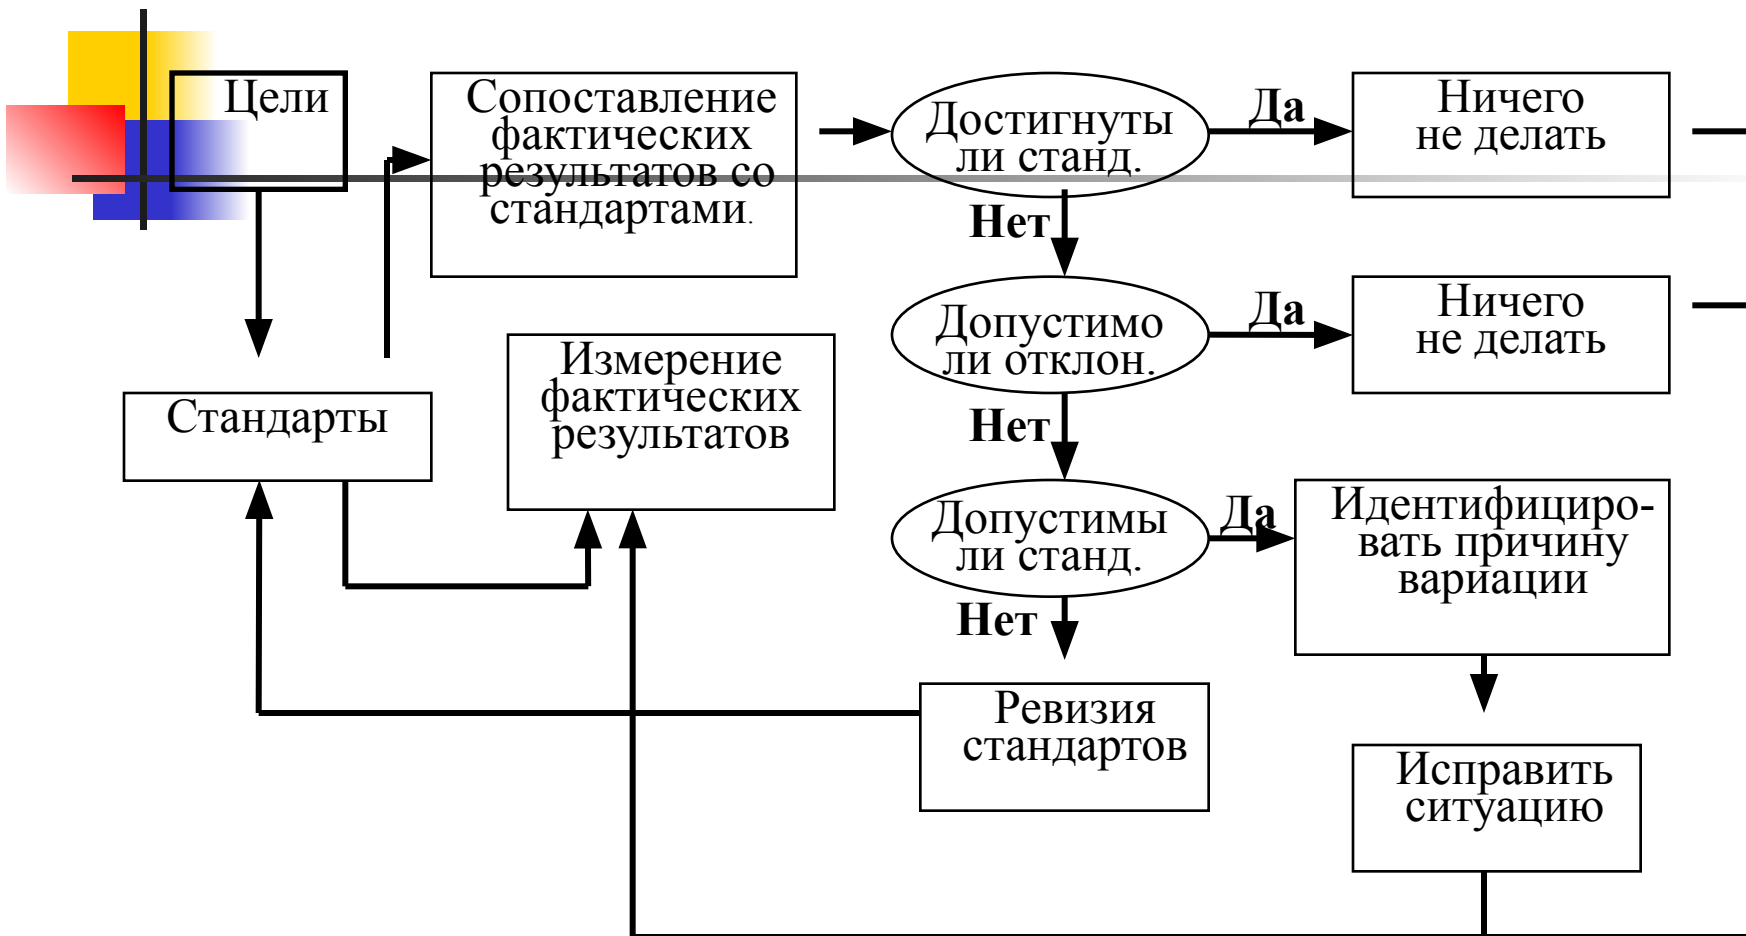 Цели
Сопоставление
фактических
результатов со
стандартами.
Достигнуты
ли станд.
Да
Ничего
не делать
Нет
Допустимо
ли отклон.
Да
Ничего
не делать
Стандарты
Измерение
фактических
результатов
Нет
Допустимы
ли станд.
Да
Идентифициро-
вать причину
вариации
Нет
Ревизия
стандартов
Исправить
ситуацию